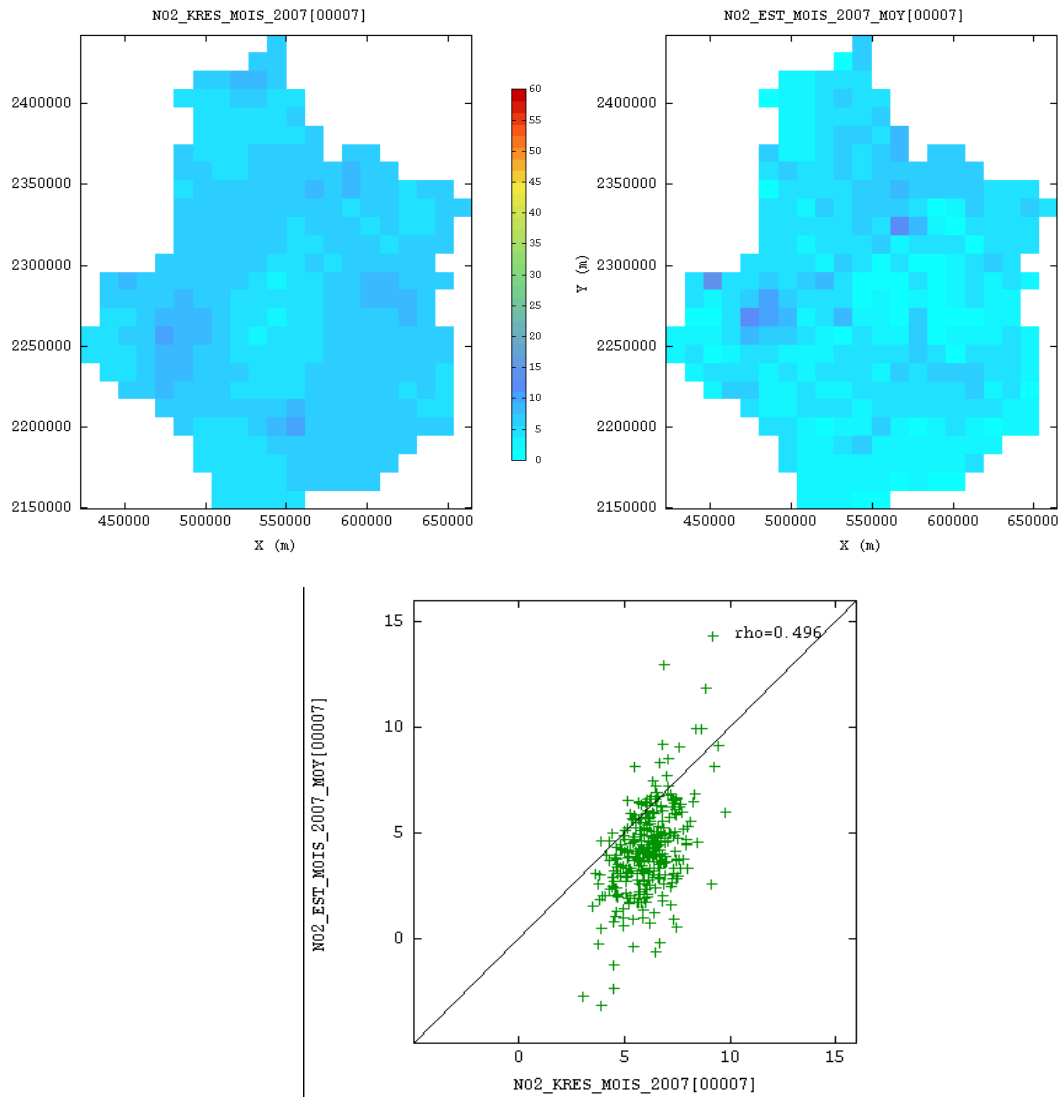 NO2_KRES_MOIS_2007[00007]
2400000
2350000
2300000
2250000
2200000
2150000
450000 500000 550000 600000 650000
X (m)
60
55
50
45
40
35
30
25
20
15
10
5
0
NO2_EST_MOIS_2007_MOY[00007]
Y (m)
2400000
2350000
2300000
2250000
2200000
2150000
450000 500000 550000 600000 650000
X (m)
NO2_EST_MOIS_2007_MOY[00007]
15
10
5
0
rho=0.496
0 5 10 15
NO2_KRES_MOIS_2007[00007]